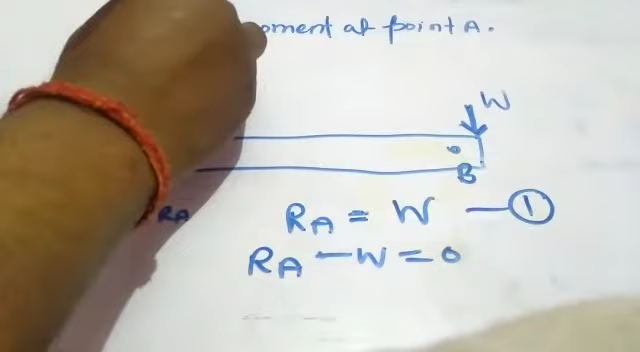 oment at point A.
W
B
RA
RA = W —①
RA - W = 0